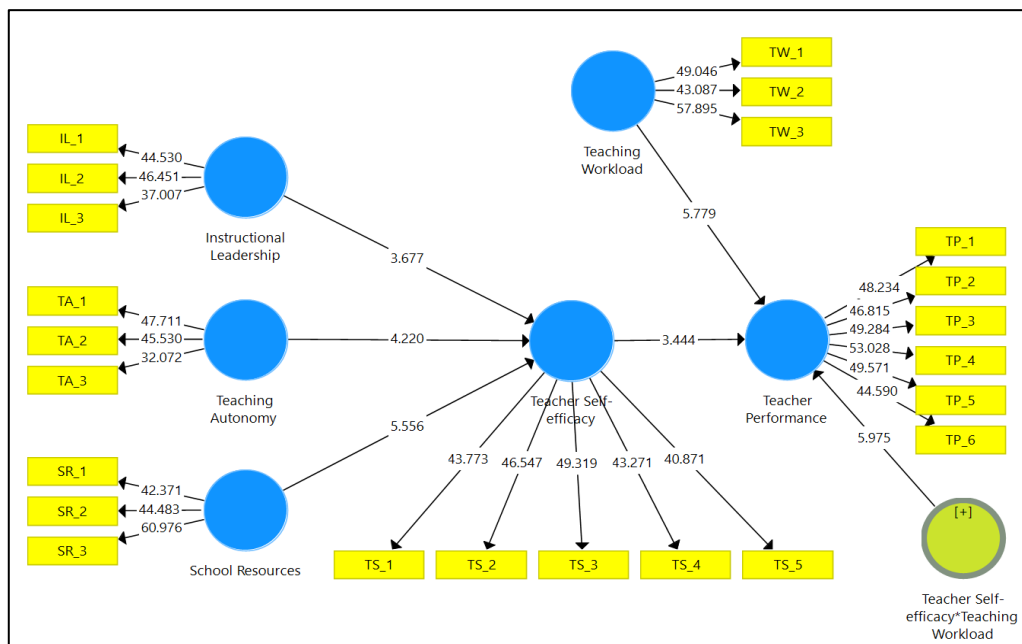 TW_1
49.046
TW_2
43.087
TW_3
57.895
Teaching
Workload
5.779
IL_1
44.530
IL_2
46.451
IL_3
37.007
Instructional
Leadership
3.677
TA_1
47.711
TA_2
45.530
TA_3
32.072
Teaching
Autonomy
4.220
SR_1
42.371
SR_2
44.483
SR_3
60.976
School Resources
5.556
Teacher Self-
efficacy
3.444
43.773
46.547
49.319
43.271
40.871
TS_1
TS_2
TS_3
TS_4
TS_5
Teacher
Performance
TP_1
48.234
TP_2
46.815
TP_3
49.284
TP_4
53.028
TP_5
49.571
TP_6
44.590
5.975
[+]
Teacher Self-
efficacy*Teaching
Workload